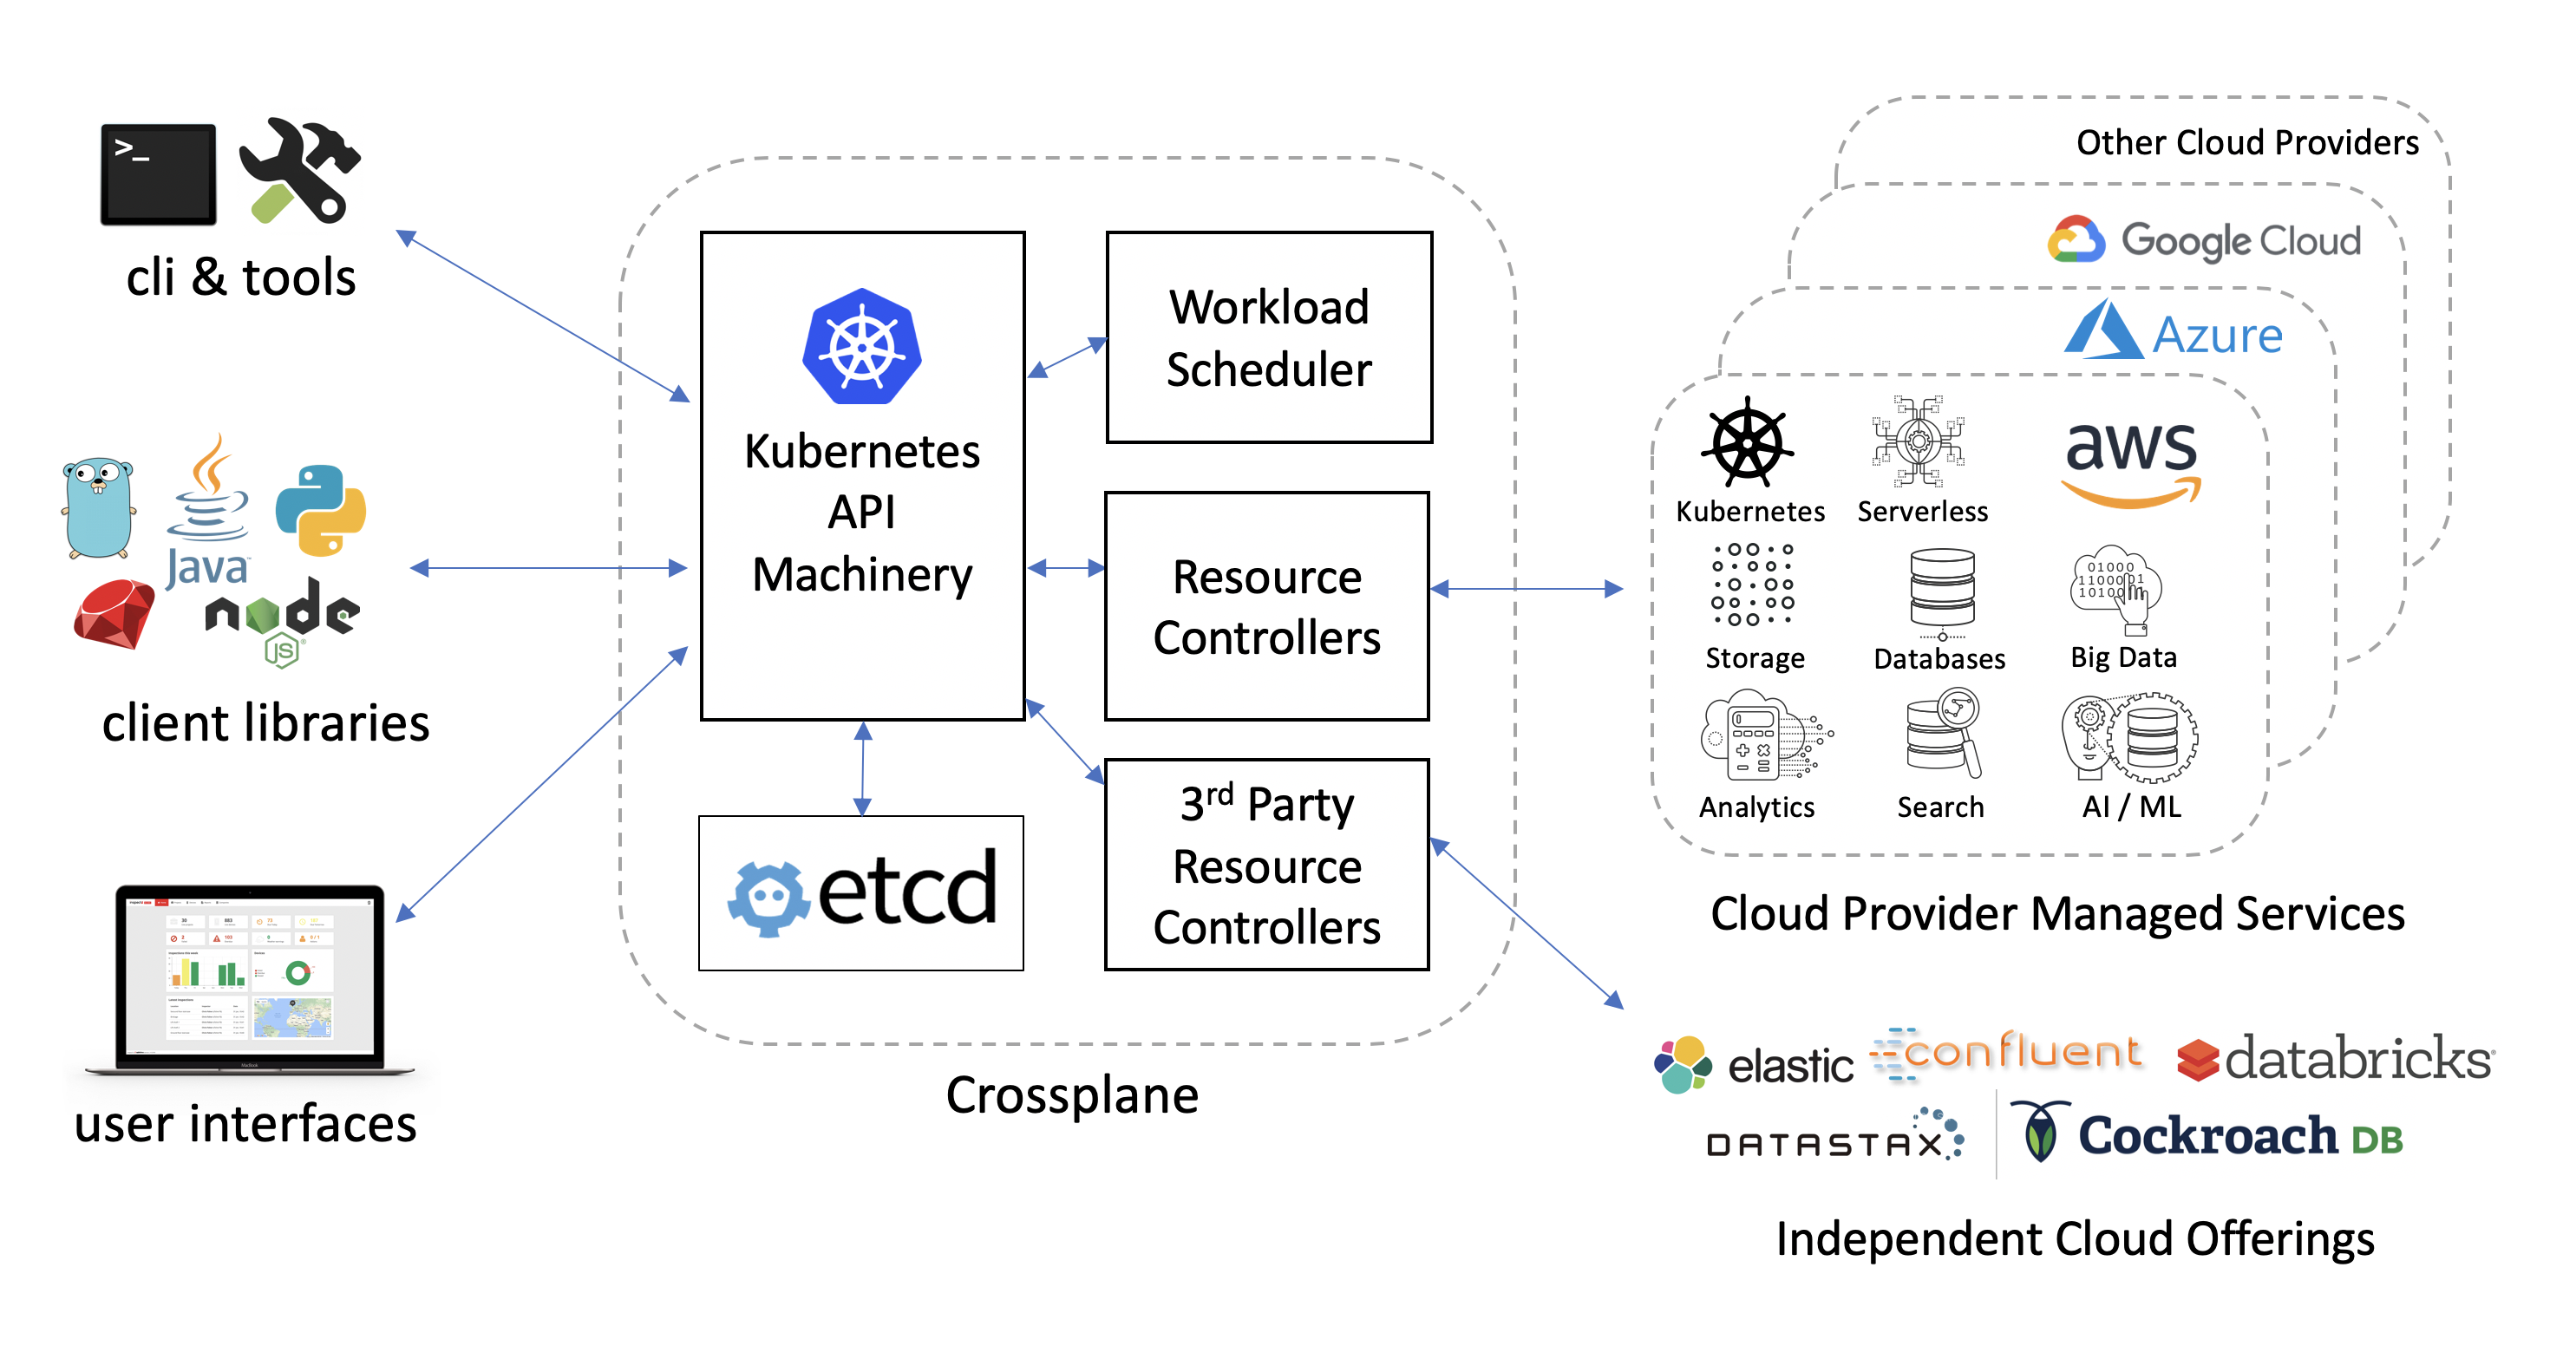 >_
cli & tools
Java
node
JS
client libraries
user interfaces
Kubernetes
API
Machinery
etcd
Workload
Scheduler
Resource
Controllers
3rd Party
Resource
Controllers
Crossplane
Other Cloud Providers
Google Cloud
Azure
aws
Kubernetes
Serverless
01000
Storage
Databases
Big Data
Analytics
Search
AI / ML
Cloud Provider Managed Services
elastic
confluent
databricks
DATASTAX
Cockroach DB
Independent Cloud Offerings